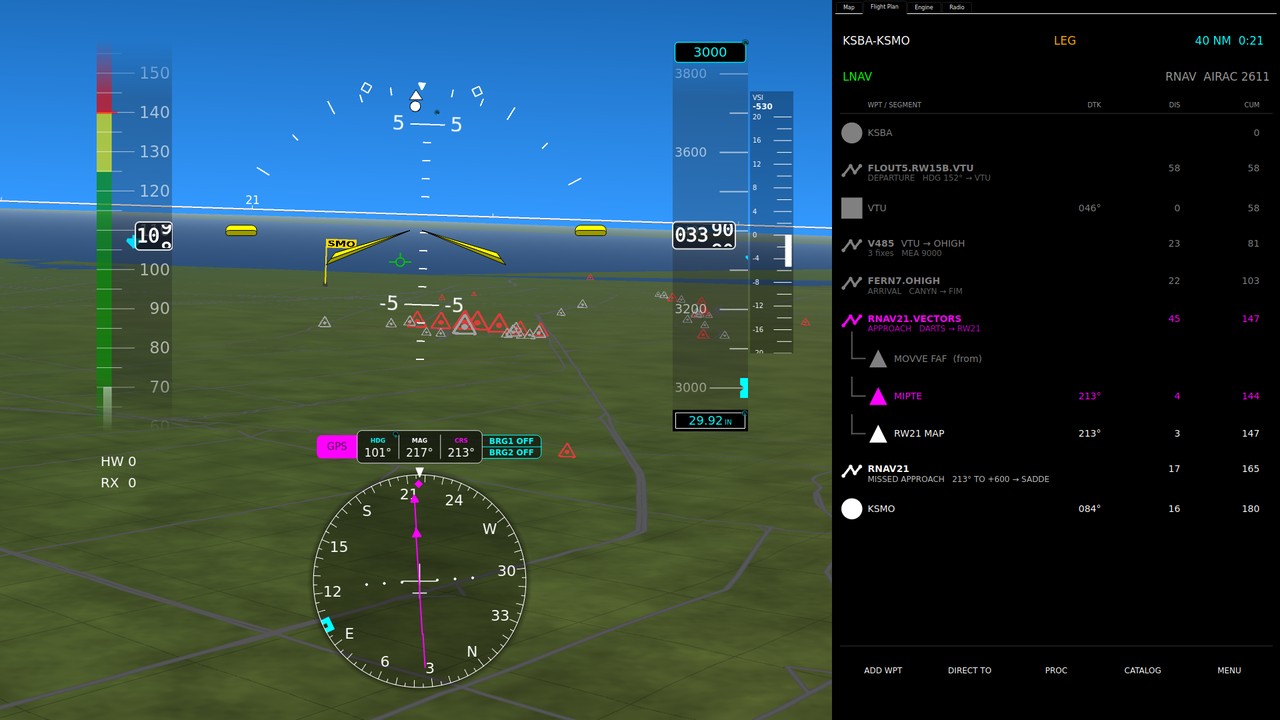 Map Flight Plan Engine Radio
KSBA-KSMO LEG 40 NM 0:21
LNAV RNAV AIRAC 2611
WPT / SEGMENT DTK DIS CUM
KSBA 0
FLOUT5.RW15B.VTU 58 58
DEPARTURE HDG 152° → VTU
VTU 046° 0 58
V485 VTU → OHIGH 23 81
3 fixes MEA 9000
FERN7.OHIGH 22 103
ARRIVAL CANYN → FIM
RNAV21.VECTORS 45 147
APPROACH DARTS → RW21
MOVVE FAF (from)
MIPTE 213° 4 144
RW21 MAP 213° 3 147
RNAV21 17 165
MISSED APPROACH 213° TO +600 → SADDE
KSMO 084° 16 180
ADD WPT DIRECT TO PROC CATALOG MENU
3000
150
140
130
120
100
90
80
70
60
10 9
8
3800
3600
3200
3000
033 90
29.92 IN
VSI
-530
20
16
12
8
4
0
-4
-8
-12
-16
-20
5 5
21
SMO
-5 -5
HW 0
RX 0
GPS
HDG MAG CRS
101° 217° 213°
BRG1 OFF
BRG2 OFF
21 24 W 30 33 N 3 6 E 12 15 S